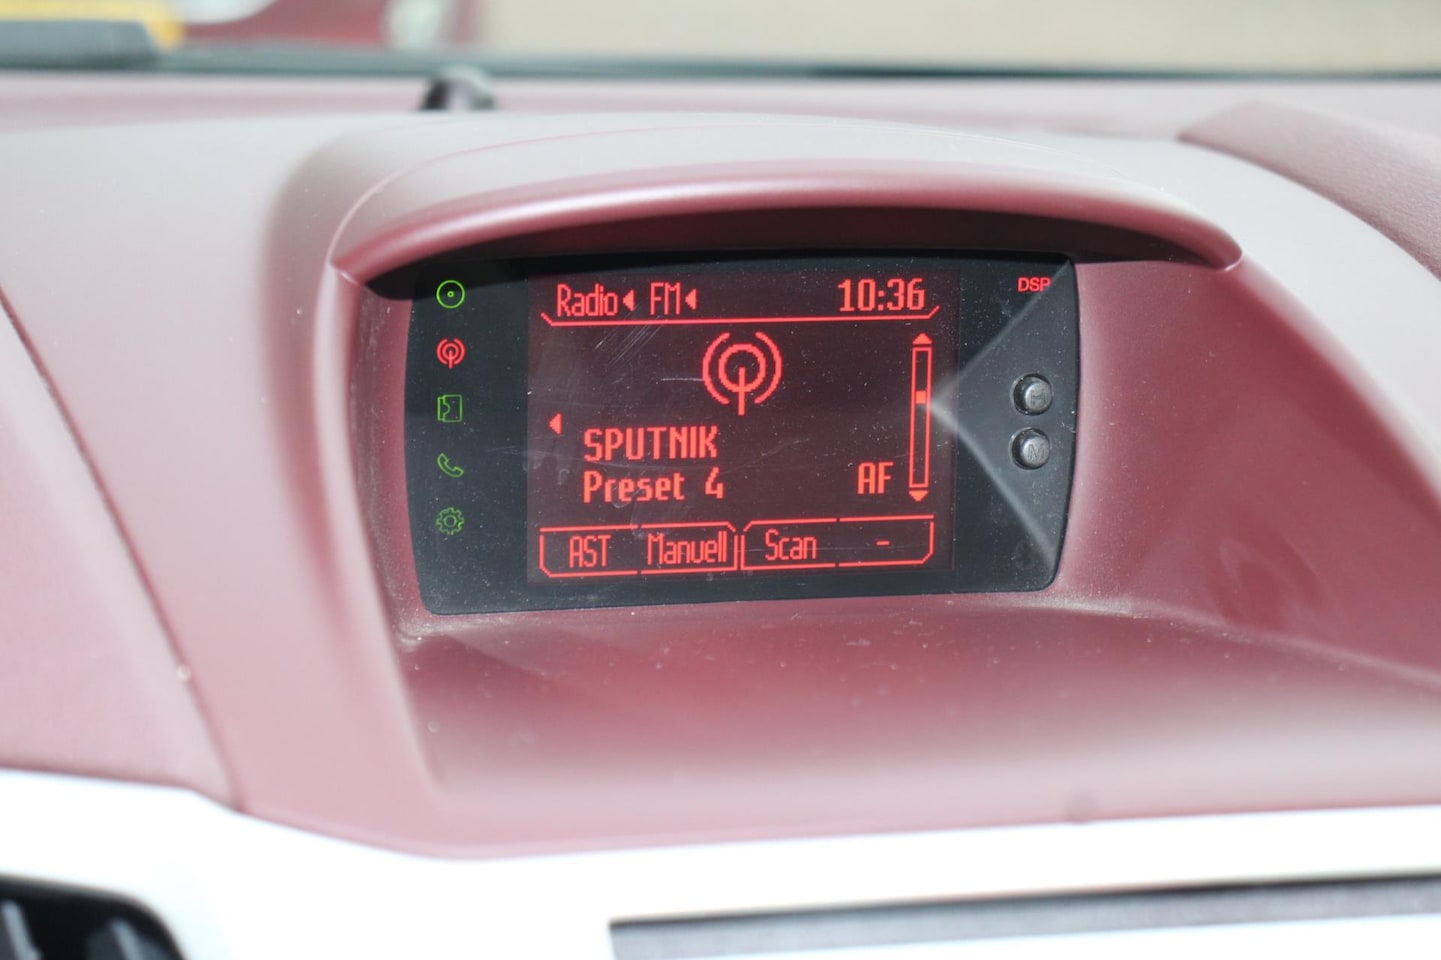 Radio FM 10:36
DSP
SPUTNIK
Preset 4 AF
H
M
AST Manuell Scan -